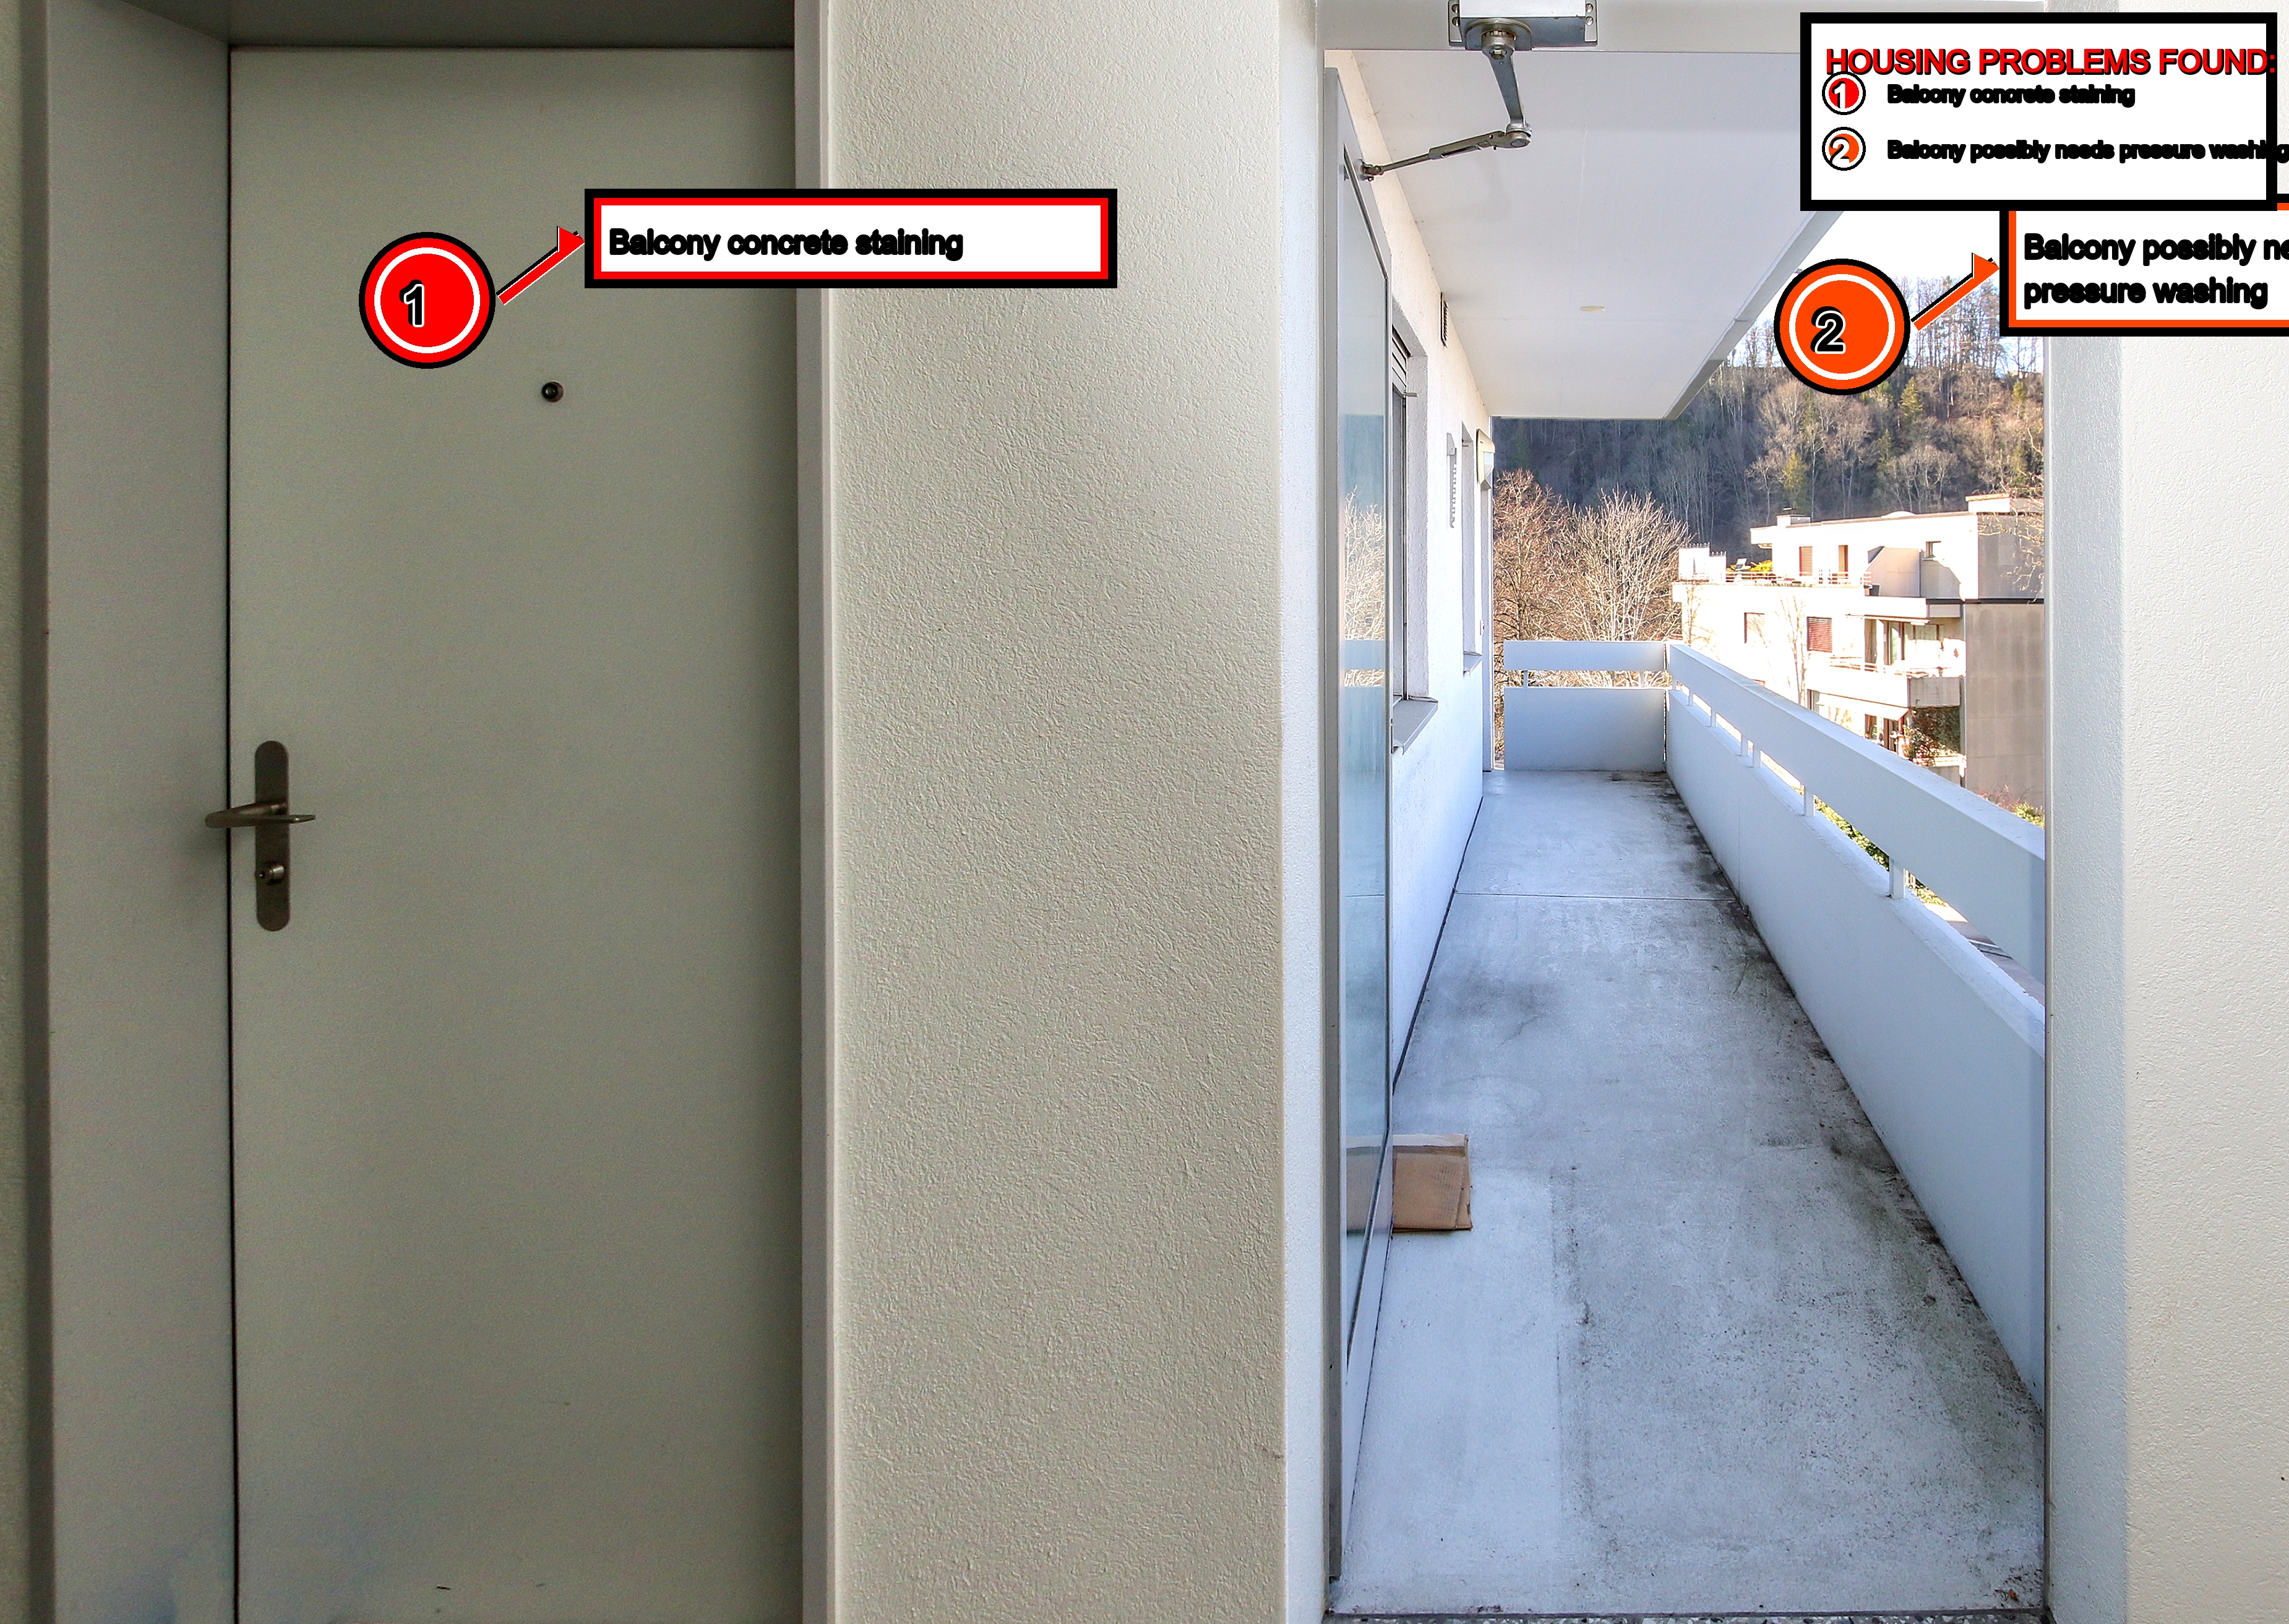 HOUSING PROBLEMS FOUND:
1 Balcony concrete staining
2 Balcony possibly needs pressure washing
1
Balcony concrete staining
2
Balcony possibly
pressure washing